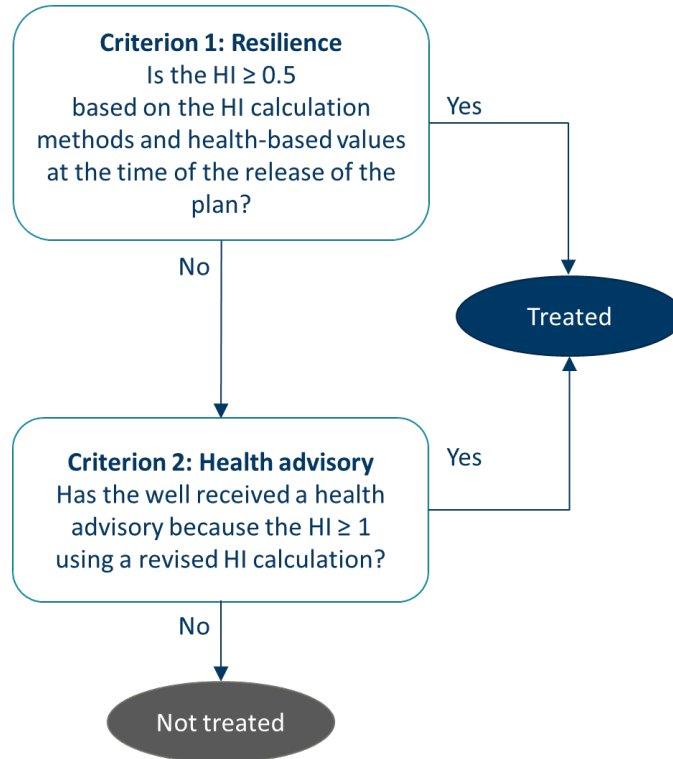 Criterion 1: Resilience
Is the HI ≥ 0.5
based on the HI calculation
methods and health-based values
at the time of the release of the
plan?
Yes
No
Treated
Criterion 2: Health advisory
Has the well received a health
advisory because the HI ≥ 1
using a revised HI calculation?
Yes
No
Not treated